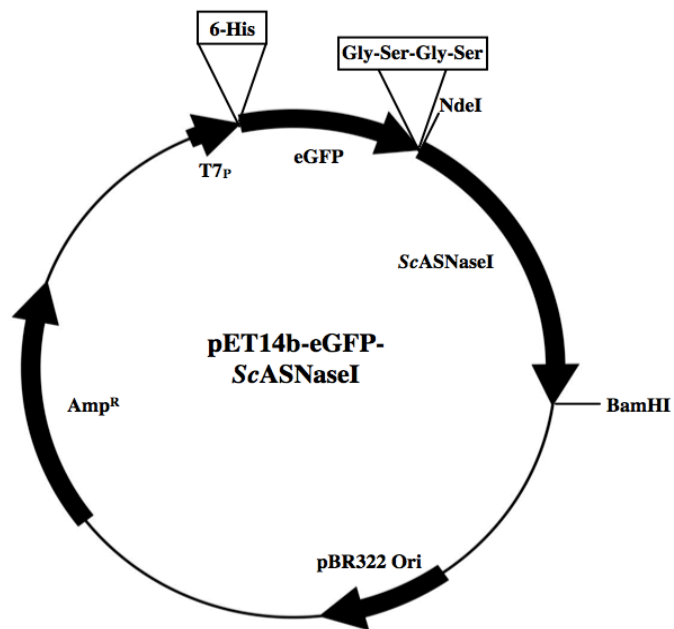 6-His
Gly-Ser-Gly-Ser
NdeI
eGFP
T7P
ScASNaseI
pET14b-eGFP-
ScASNaseI
AmpR
BamHI
pBR322 Ori